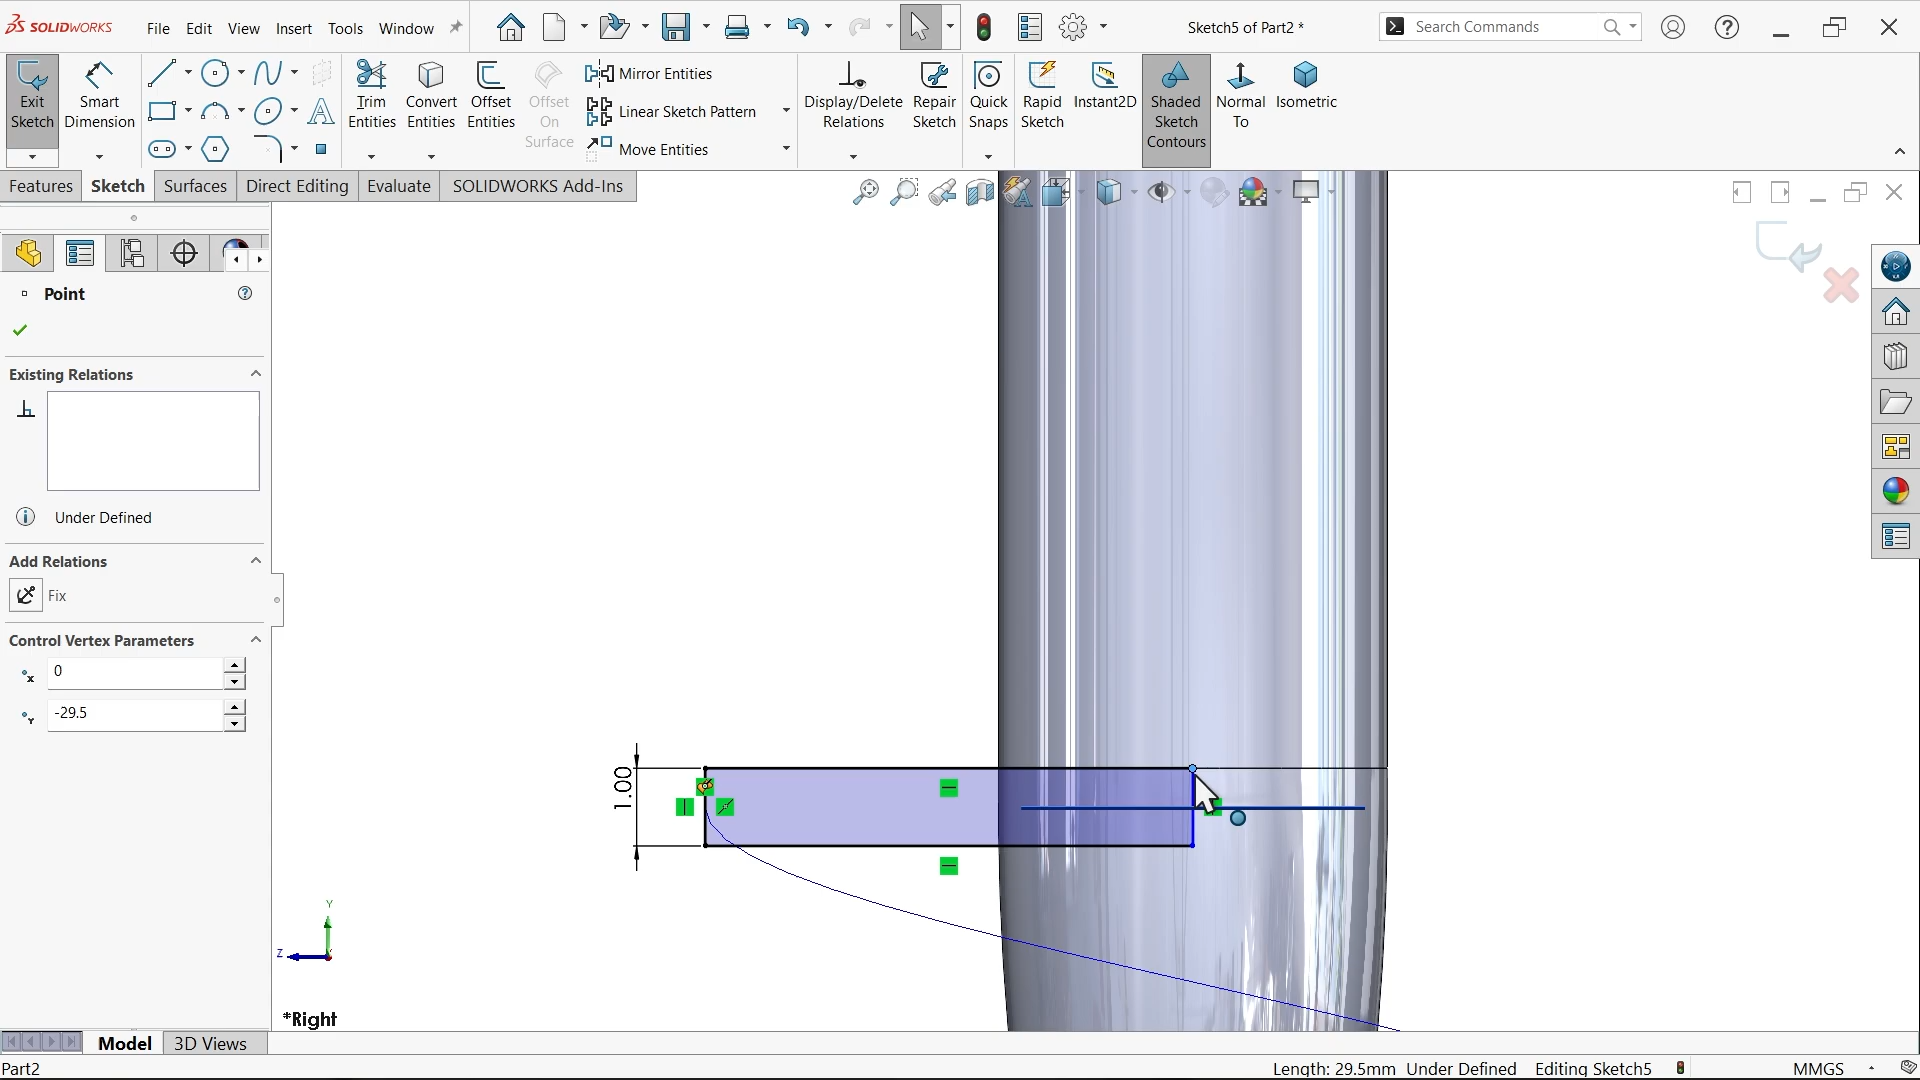 SOLIDWORKS
File Edit View Insert Tools Window
Sketch5 of Part2 *
Search Commands
Exit Sketch
Smart Dimension
Trim Entities
Convert Entities
Offset Entities
Offset On Surface
Mirror Entities
Linear Sketch Pattern
Move Entities
Display/Delete Relations
Repair Sketch
Quick Snaps
Rapid Sketch
Instant2D
Shaded Sketch Contours
Normal To
Isometric
Features Sketch Surfaces Direct Editing Evaluate SOLIDWORKS Add-Ins
Point
Existing Relations
Under Defined
Add Relations
Fix
Control Vertex Parameters
0
-29.5
1.00
Y
Z
*Right
Model 3D Views
Part2
Length: 29.5mm Under Defined Editing Sketch5 MMGS